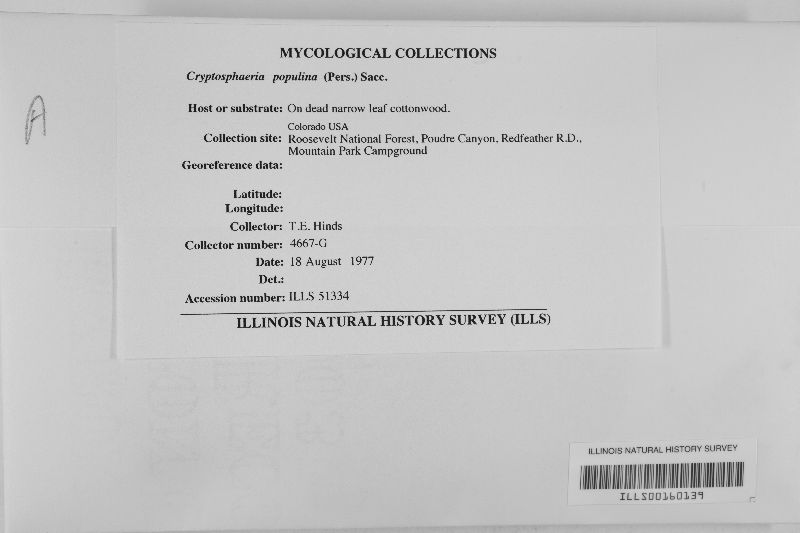 MYCOLOGICAL COLLECTIONS
Cryptosphaeria populina (Pers.) Sacc.
Host or substrate: On dead narrow leaf cottonwood.
Colorado USA
Collection site: Roosevelt National Forest, Poudre Canyon, Redfeather R.D.,
Mountain Park Campground
Georeference data:
Latitude:
Longitude:
Collector: T.E. Hinds
Collector number: 4667-G
Date: 18 August 1977
Det.:
Accession number: ILLS 51334
ILLINOIS NATURAL HISTORY SURVEY (ILLS)
A
ILLINOIS NATURAL HISTORY SURVEY
ILLS00160139